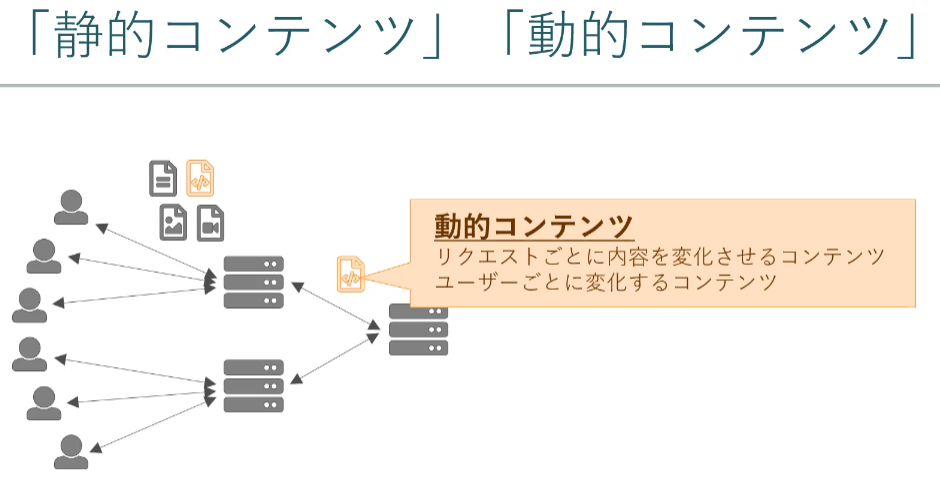 「静的コンテンツ」「動的コンテンツ」
動的コンテンツ
リクエストごとに内容を変化させるコンテンツ
ユーザーごとに変化するコンテンツ